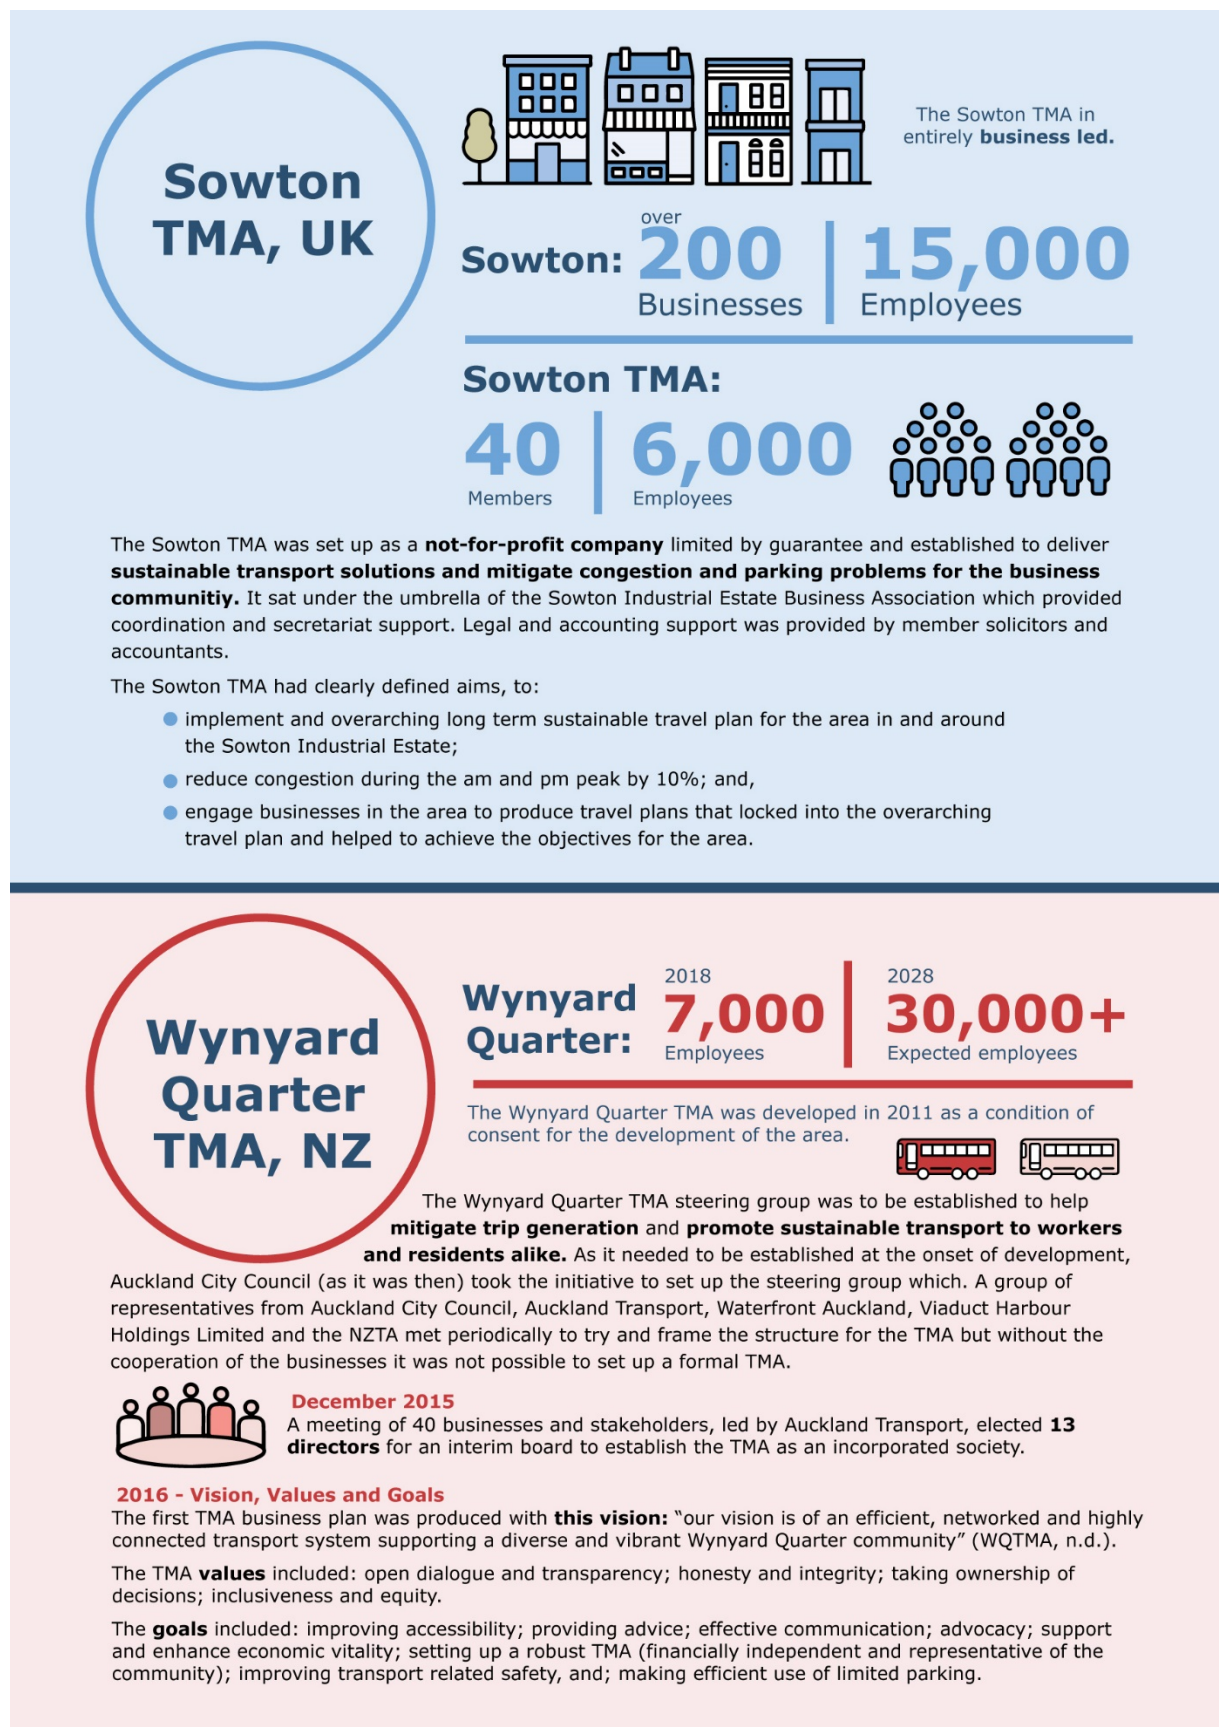 Sowton
TMA, UK
The Sowton TMA in
entirely business led.
Sowton:
over
200
Businesses
15,000
Employees
Sowton TMA:
40
Members
6,000
Employees
The Sowton TMA was set up as a not-for-profit company limited by guarantee and established to deliver
sustainable transport solutions and mitigate congestion and parking problems for the business
communitiy. It sat under the umbrella of the Sowton Industrial Estate Business Association which provided
coordination and secretariat support. Legal and accounting support was provided by member solicitors and
accountants.
The Sowton TMA had clearly defined aims, to:
implement and overarching long term sustainable travel plan for the area in and around
the Sowton Industrial Estate;
reduce congestion during the am and pm peak by 10%; and,
engage businesses in the area to produce travel plans that locked into the overarching
travel plan and helped to achieve the objectives for the area.
Wynyard
Quarter
TMA, NZ
Wynyard
Quarter:
2018
7,000
Employees
2028
30,000+
Expected employees
The Wynyard Quarter TMA was developed in 2011 as a condition of
consent for the development of the area.
The Wynyard Quarter TMA steering group was to be established to help
mitigate trip generation and promote sustainable transport to workers
and residents alike. As it needed to be established at the onset of development,
Auckland City Council (as it was then) took the initiative to set up the steering group which. A group of
representatives from Auckland City Council, Auckland Transport, Waterfront Auckland, Viaduct Harbour
Holdings Limited and the NZTA met periodically to try and frame the structure for the TMA but without the
cooperation of the businesses it was not possible to set up a formal TMA.
December 2015
A meeting of 40 businesses and stakeholders, led by Auckland Transport, elected 13
directors for an interim board to establish the TMA as an incorporated society.
2016 - Vision, Values and Goals
The first TMA business plan was produced with this vision: “our vision is of an efficient, networked and highly
connected transport system supporting a diverse and vibrant Wynyard Quarter community” (WQTMA, n.d.).
The TMA values included: open dialogue and transparency; honesty and integrity; taking ownership of
decisions; inclusiveness and equity.
The goals included: improving accessibility; providing advice; effective communication; advocacy; support
and enhance economic vitality; setting up a robust TMA (financially independent and representative of the
community); improving transport related safety, and; making efficient use of limited parking.